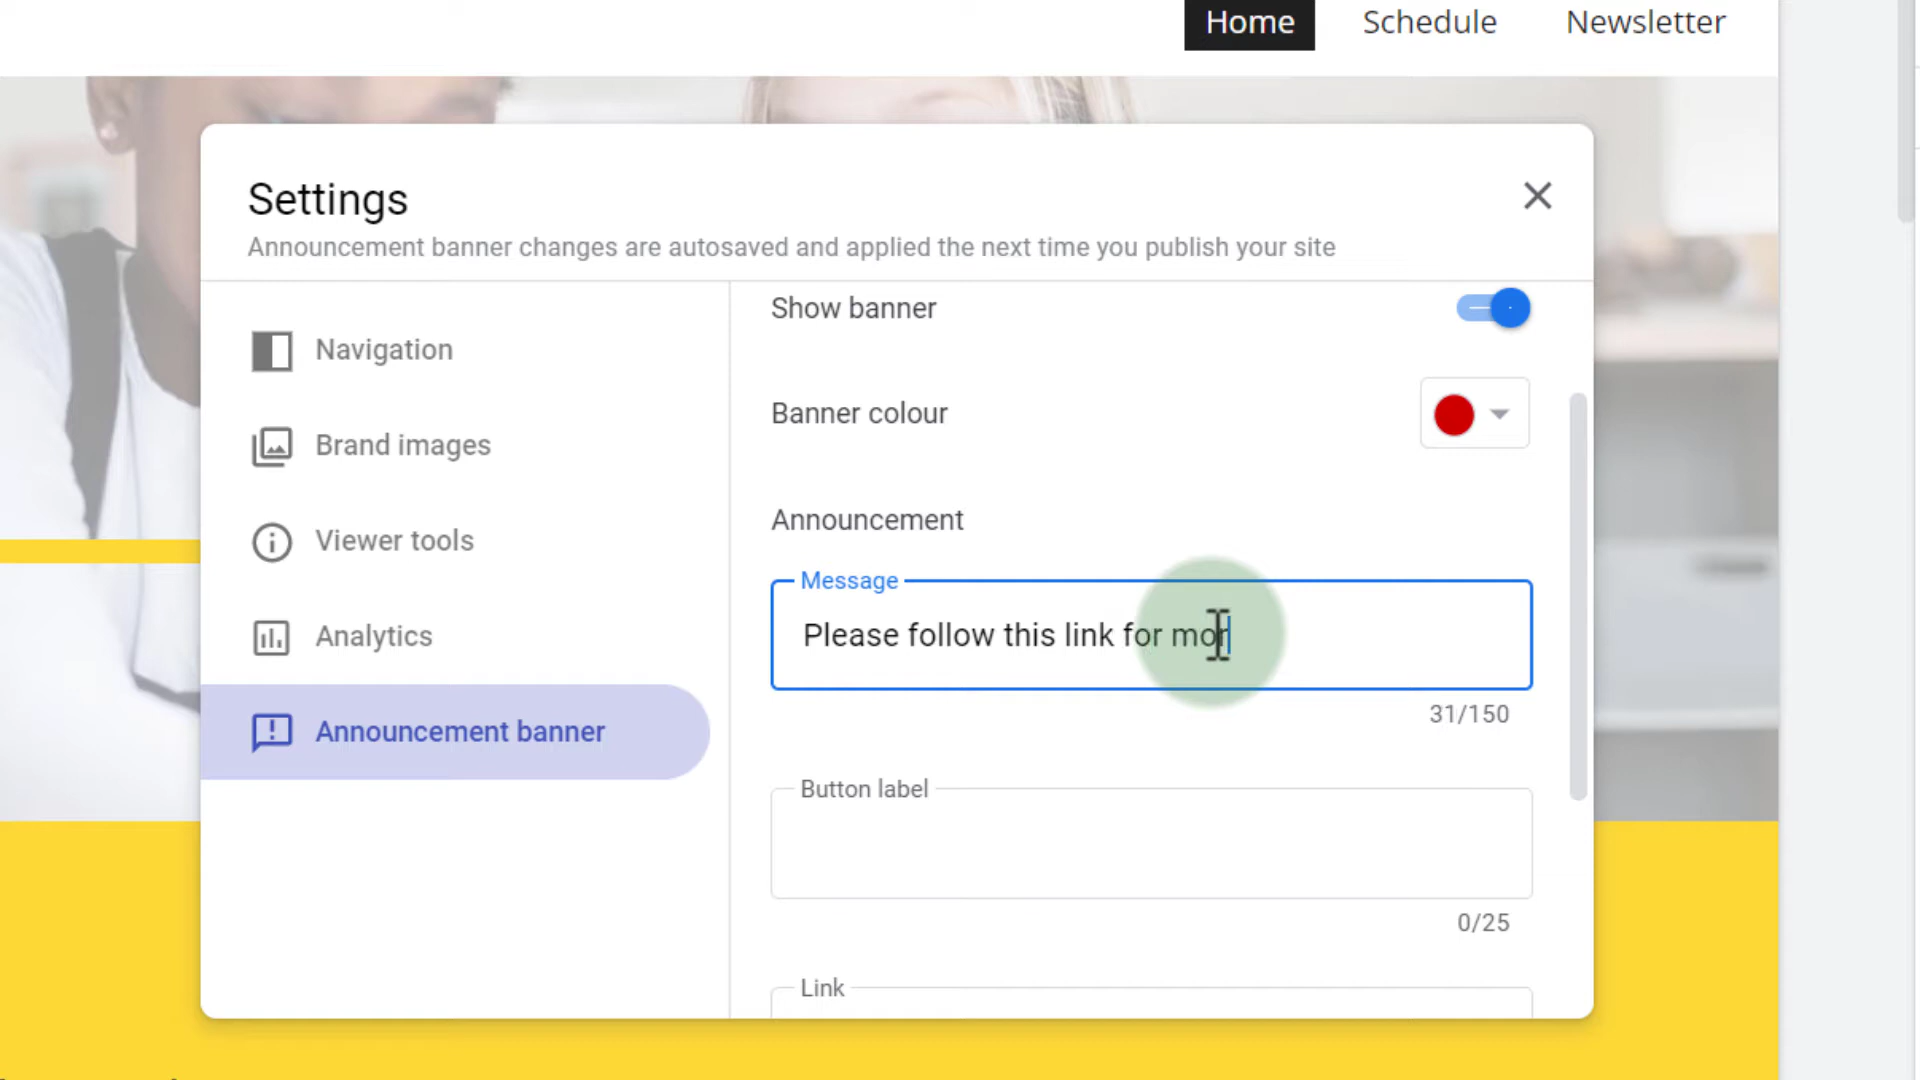 Home Schedule Newsletter
Settings
Announcement banner changes are autosaved and applied the next time you publish your site
Navigation
Brand images
Viewer tools
Analytics
Announcement banner
Show banner
Banner colour
Announcement
Message
Please follow this link for mor
31/150
Button label
0/25
Link